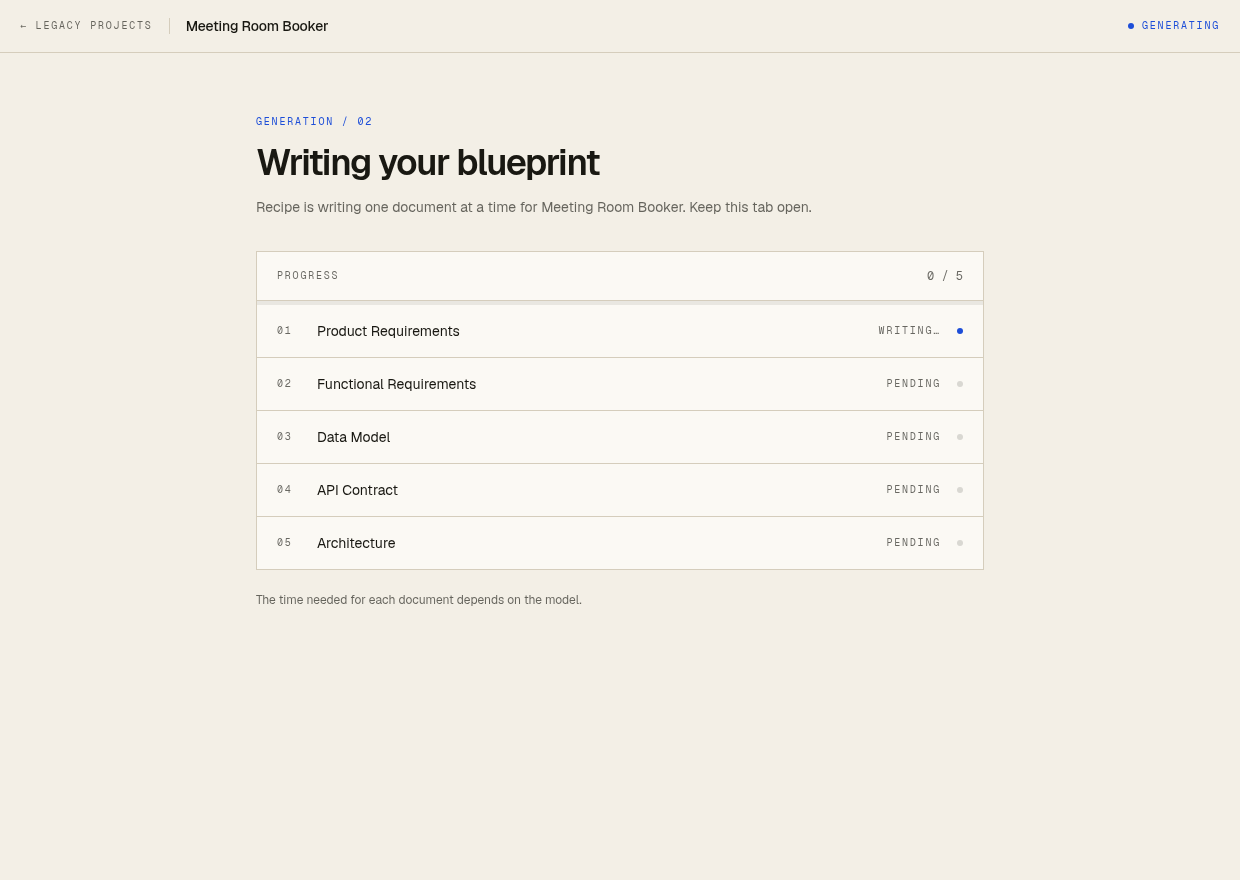 ← LEGACY PROJECTS
Meeting Room Booker
GENERATING
GENERATION / 02
Writing your blueprint
Recipe is writing one document at a time for Meeting Room Booker. Keep this tab open.
PROGRESS 0 / 5
01 Product Requirements WRITING…
02 Functional Requirements PENDING
03 Data Model PENDING
04 API Contract PENDING
05 Architecture PENDING
The time needed for each document depends on the model.